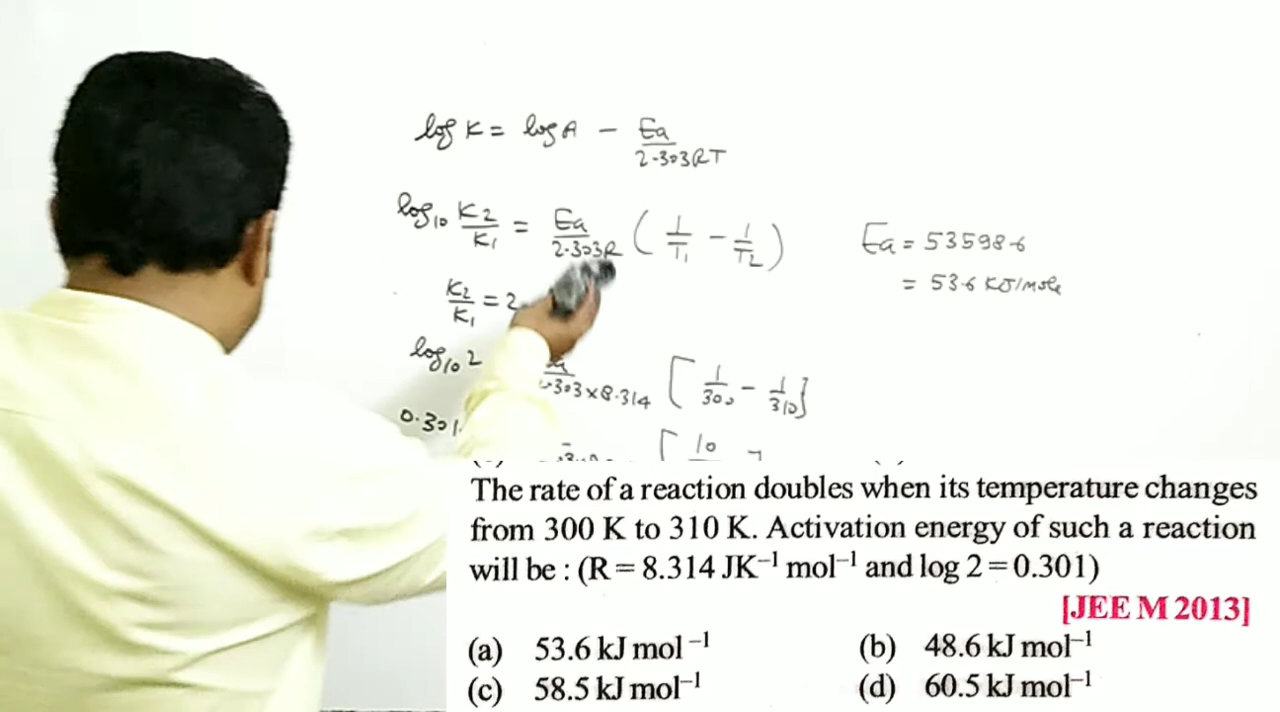 log K = log A − Ea / 2.303RT
log₁₀ K₂/K₁ = Ea / 2.303R ( 1/T₁ − 1/T₂ )
Ea = 53598.6
= 53.6 KJ/mole
K₂/K₁ = 2
log₁₀ 2
303×8.314 [ 1/300 − 1/310 ]
0.301
[ 10
The rate of a reaction doubles when its temperature changes
from 300 K to 310 K. Activation energy of such a reaction
will be : (R = 8.314 JK⁻¹ mol⁻¹ and log 2 = 0.301)
[JEE M 2013]
(a) 53.6 kJ mol⁻¹ (b) 48.6 kJ mol⁻¹
(c) 58.5 kJ mol⁻¹ (d) 60.5 kJ mol⁻¹